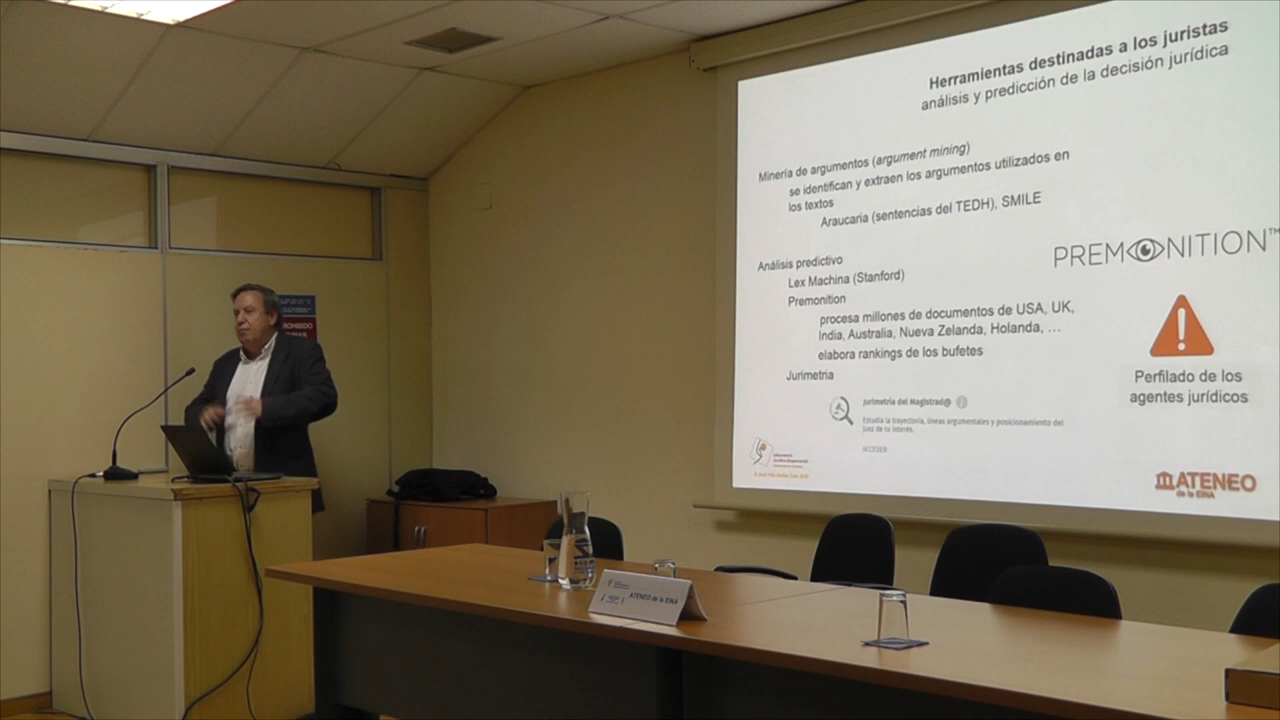 Herramientas destinadas a los juristas
análisis y predicción de la decisión jurídica
Minería de argumentos (argument mining)
se identifican y extraen los argumentos utilizados en
los textos
Araucaria (sentencias del TEDH), SMILE
Análisis predictivo
Lex Machina (Stanford)
Premonition
procesa millones de documentos de USA, UK,
India, Australia, Nueva Zelanda, Holanda, …
elabora rankings de los bufetes
Jurimetria
Jurimetria del Magistrad@
Estudia la trayectoria, líneas argumentales y posicionamiento del
juez de tu interés.
ACCEDER
PREMONITION™
!
Perfilado de los
agentes jurídicos
ATENEO
de la EINA
ATENEO de la EINA